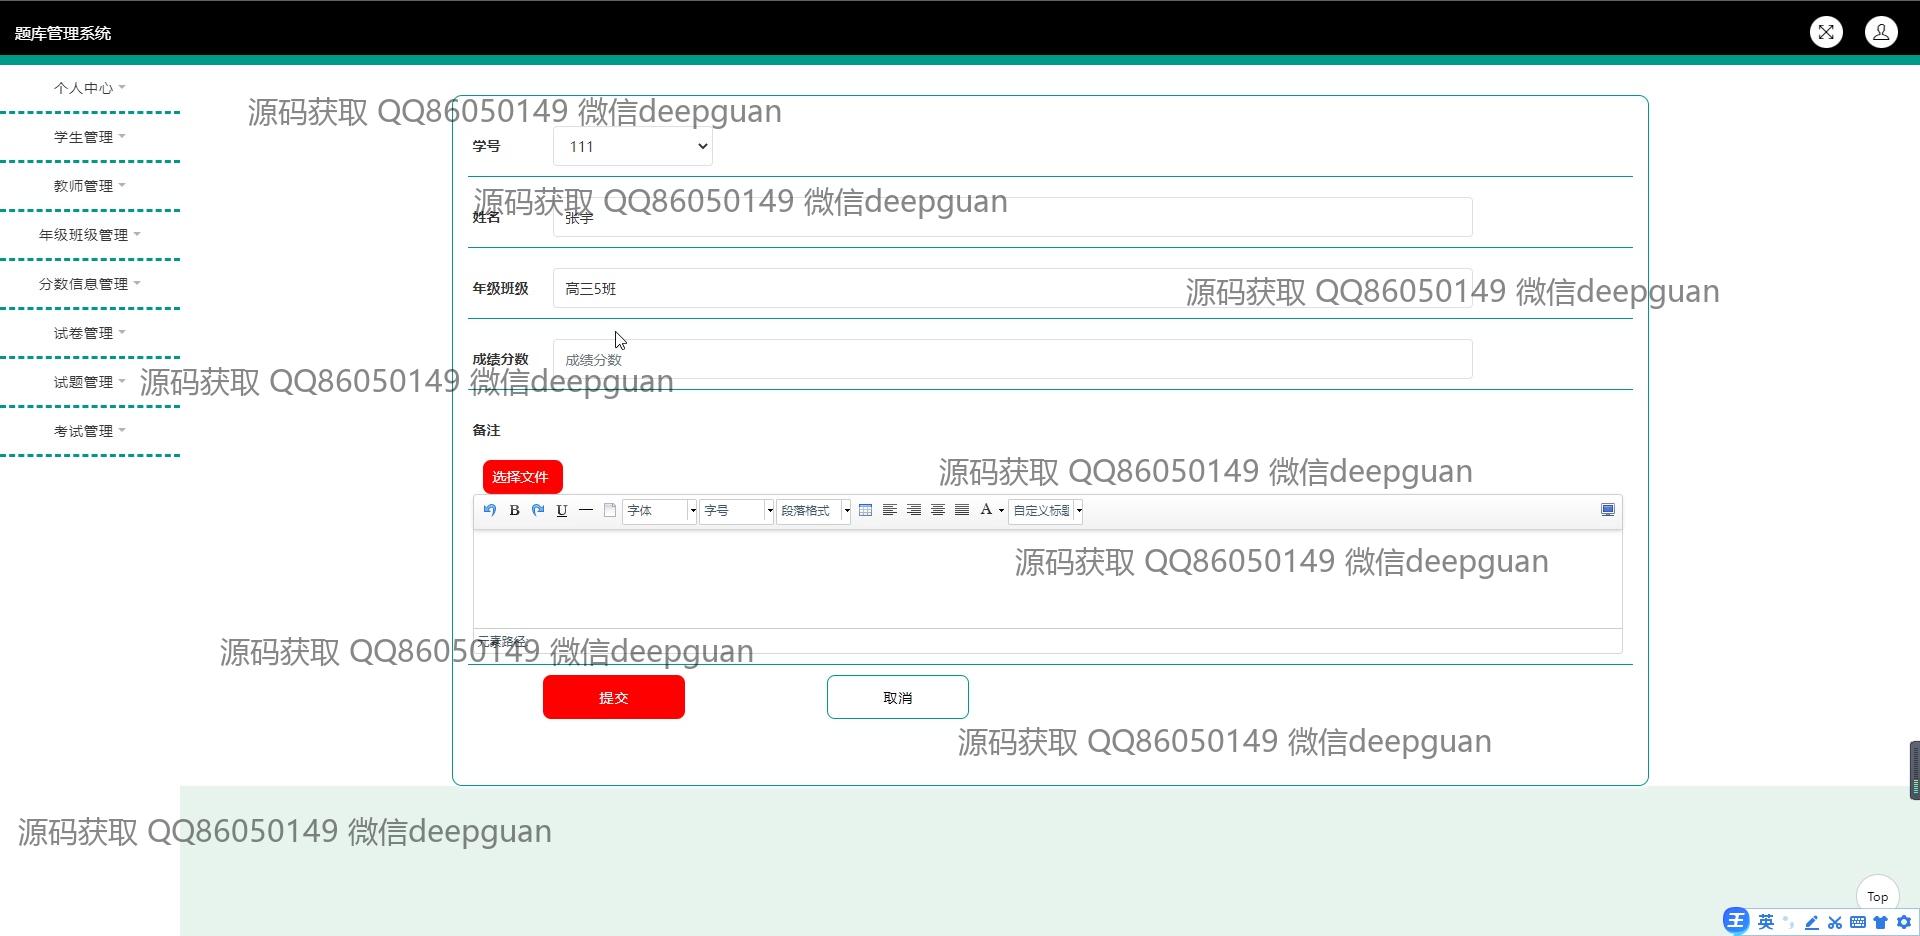 题库管理系统
个人中心
学生管理
教师管理
年级班级管理
分数信息管理
试卷管理
试题管理
考试管理
源码获取 QQ86050149 微信deepguan
学号 111
源码获取 QQ86050149 微信deepguan
姓名 张宇
年级班级 高三5班
源码获取 QQ86050149 微信deepguan
成绩分数 成绩分数
源码获取 QQ86050149 微信deepguan
备注
选择文件
源码获取 QQ86050149 微信deepguan
B U 字体 字号 段落格式 A 自定义标题
源码获取 QQ86050149 微信deepguan
元素路径:
源码获取 QQ86050149 微信deepguan
提交 取消
源码获取 QQ86050149 微信deepguan
源码获取 QQ86050149 微信deepguan
Top
王 英